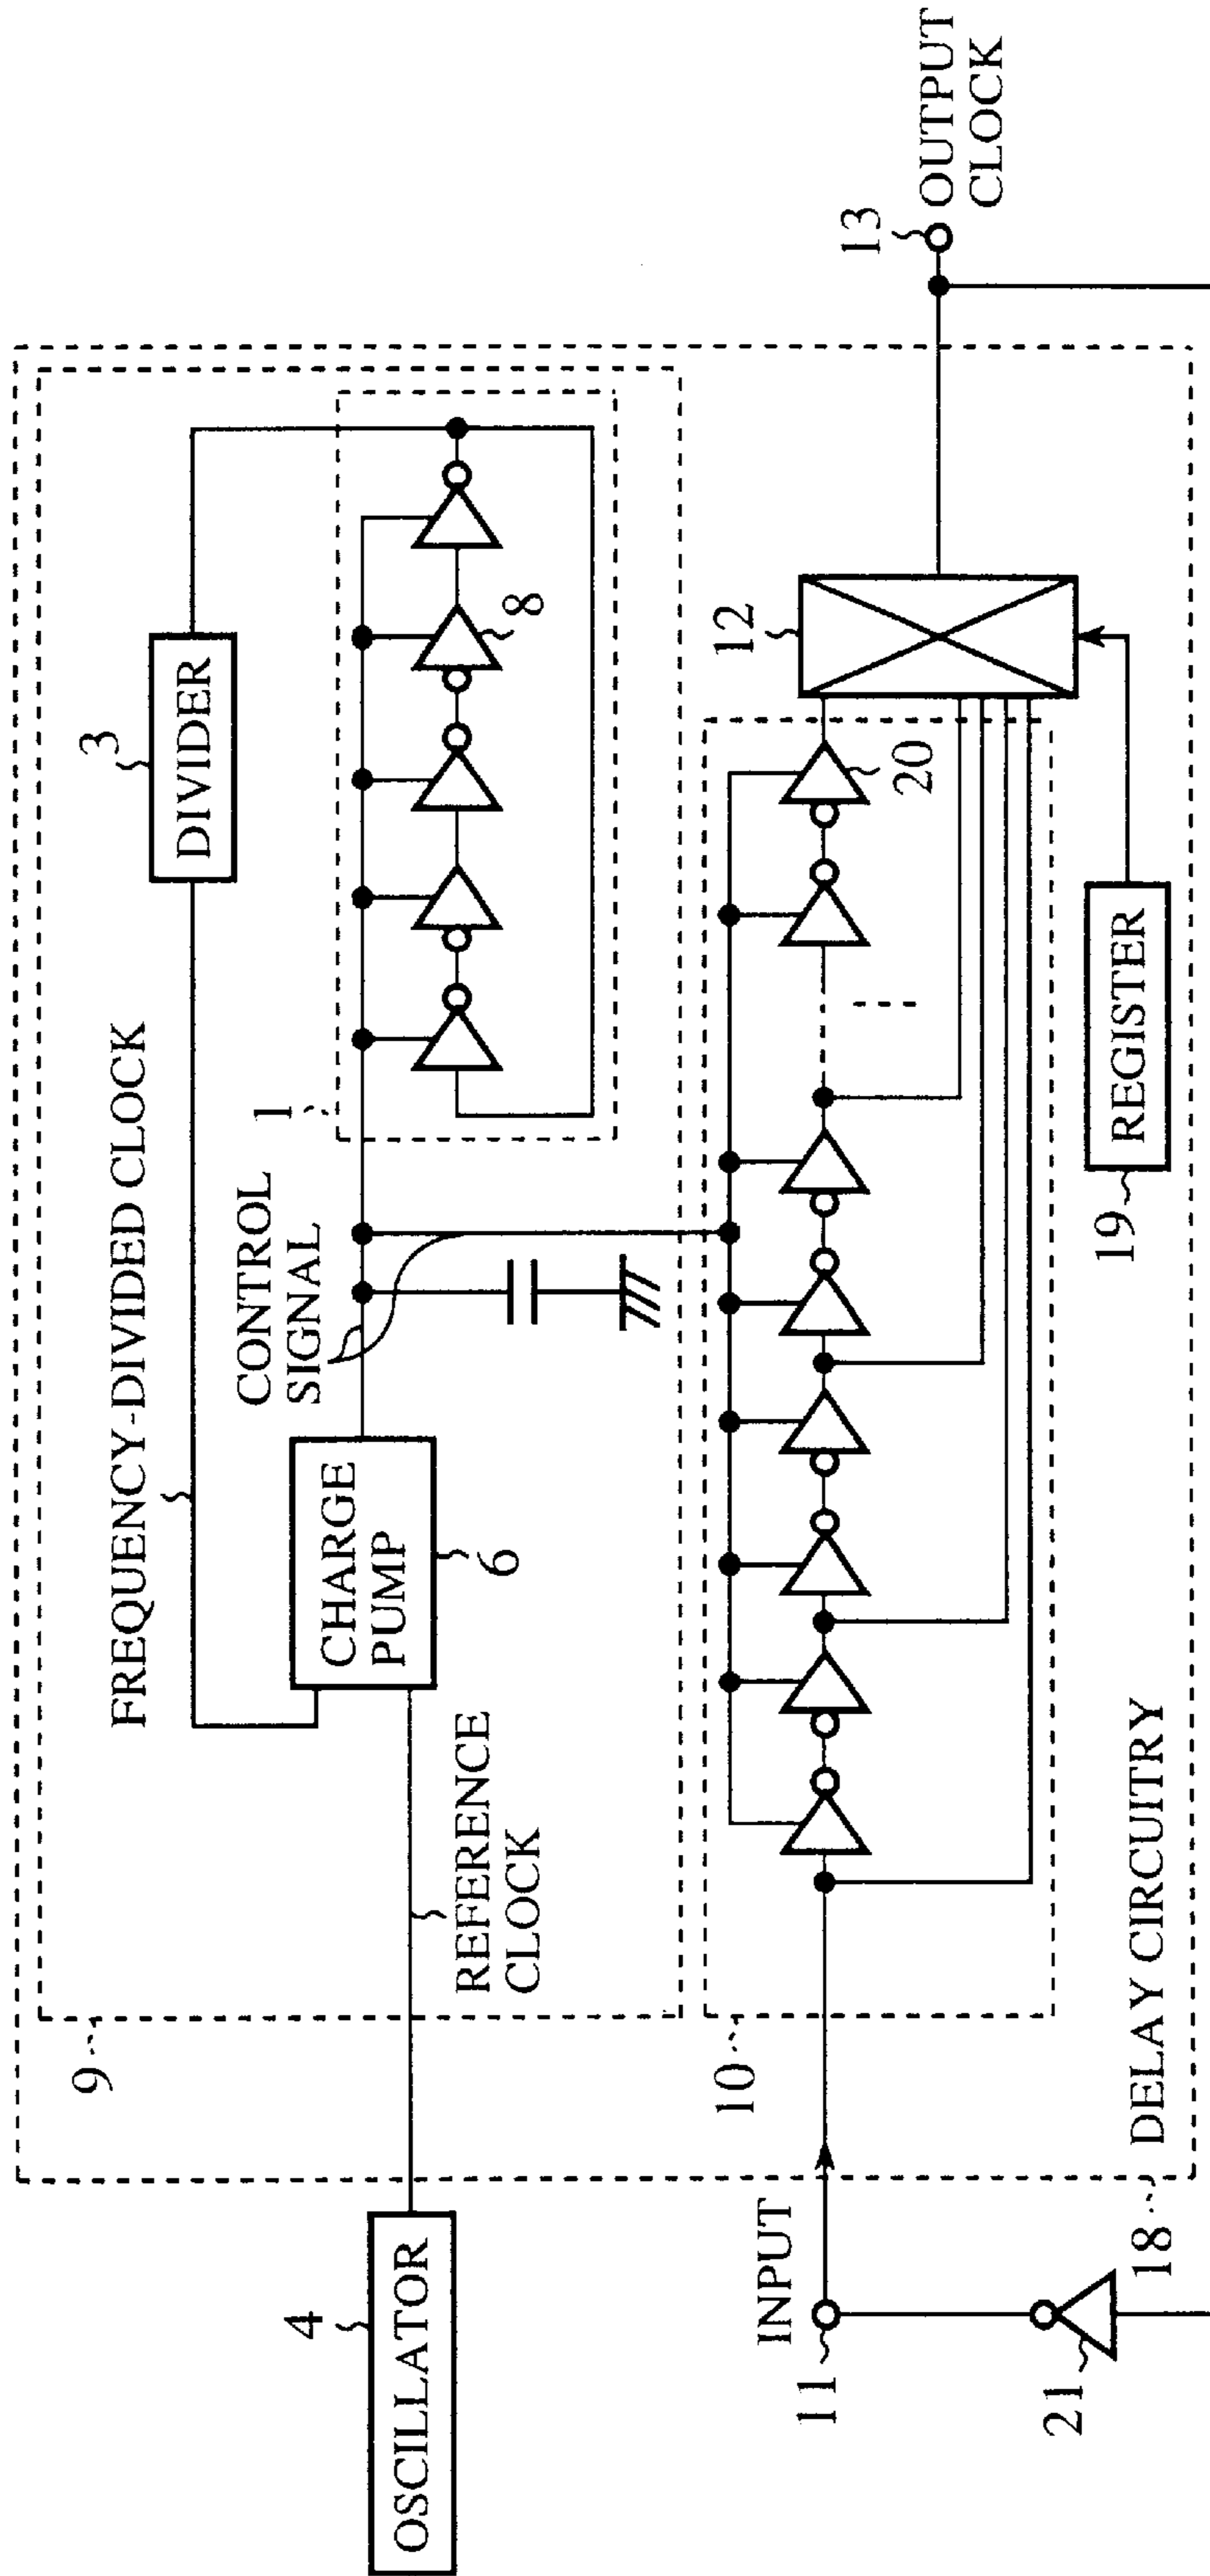 4
OSCILLATOR
9
FREQUENCY-DIVIDED CLOCK
3
DIVIDER
CONTROL
SIGNAL
1
CHARGE
PUMP
6
8
REFERENCE
CLOCK
INPUT
11
10
12
20
13
OUTPUT
CLOCK
19
REGISTER
21
18
DELAY CIRCUITRY